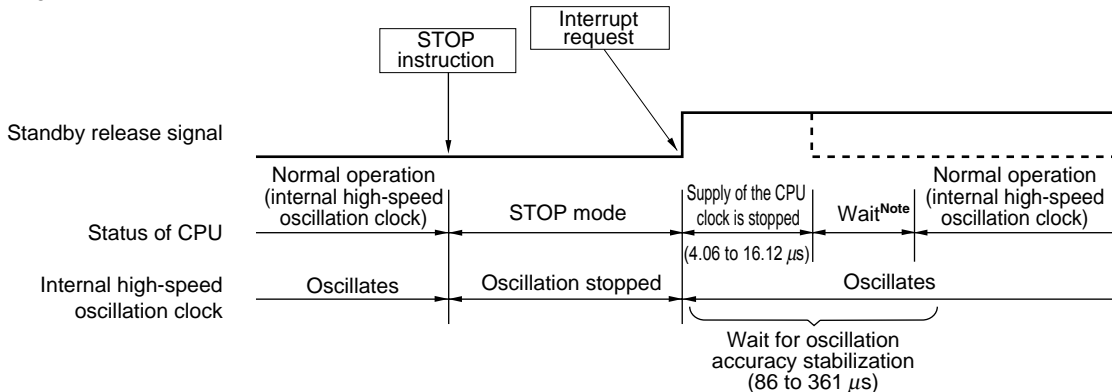 STOP
instruction
Interrupt
request
Standby release signal
Normal operation
(internal high-speed
oscillation clock)
STOP mode
Supply of the CPU
clock is stopped
(4.06 to 16.12 μs)
WaitNote
Normal operation
(internal high-speed
oscillation clock)
Status of CPU
Internal high-speed
oscillation clock
Oscillates
Oscillation stopped
Oscillates
Wait for oscillation
accuracy stabilization
(86 to 361 μs)